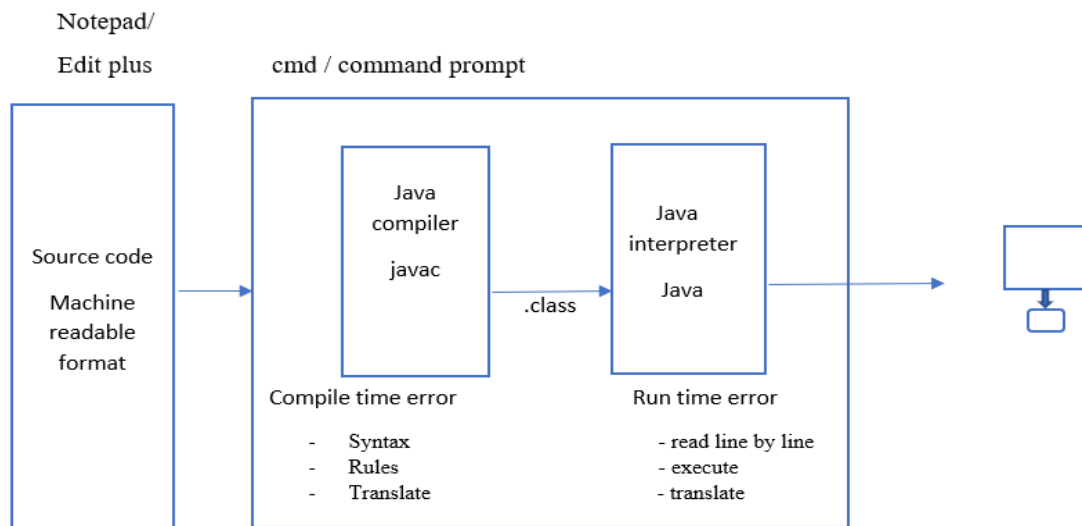 Notepad/
Edit plus
cmd / command prompt
Source code
Machine
readable
format
Java
compiler
javac
.class
Java
interpreter
Java
Compile time error
- Syntax
- Rules
- Translate
Run time error
- read line by line
- execute
- translate